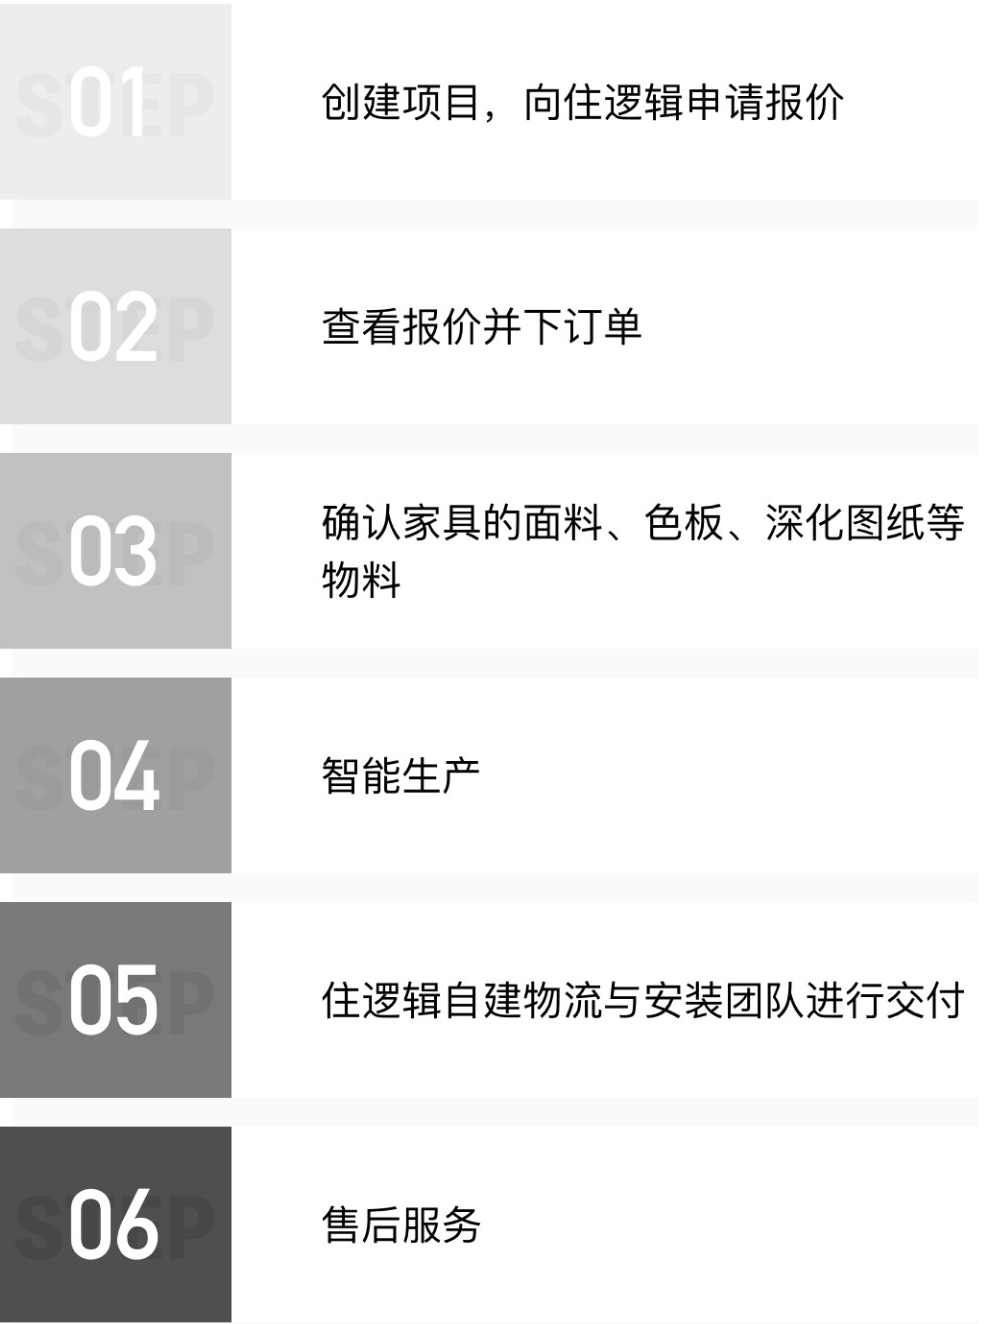 STEP
01
创建项目，向住逻辑申请报价
STEP
02
查看报价并下订单
STEP
03
确认家具的面料、色板、深化图纸等
物料
STEP
04
智能生产
STEP
05
住逻辑自建物流与安装团队进行交付
STEP
06
售后服务